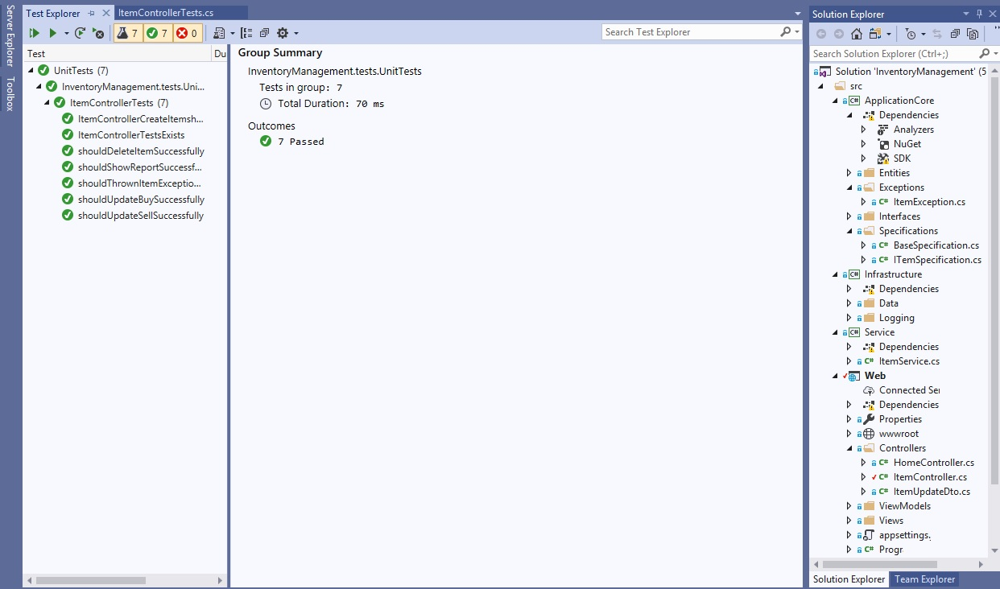 Server Explorer
Toolbox
Test Explorer
ItemControllerTests.cs
7 7 0
Search Test Explorer
Test
Du
UnitTests (7)
InventoryManagement.tests.Uni...
ItemControllerTests (7)
ItemControllerCreateItemsh...
ItemControllerTestsExists
shouldDeleteItemSuccessfully
shouldShowReportSuccessf...
shouldThrownItemExceptio...
shouldUpdateBuySuccessfully
shouldUpdateSellSuccessfully
Group Summary
InventoryManagement.tests.UnitTests
Tests in group: 7
Total Duration: 70 ms
Outcomes
7 Passed
Solution Explorer
Search Solution Explorer (Ctrl+;)
Solution 'InventoryManagement' (5
src
C# ApplicationCore
Dependencies
Analyzers
NuGet
SDK
Entities
Exceptions
C# ItemException.cs
Interfaces
Specifications
C# BaseSpecification.cs
C# ITemSpecification.cs
C# Infrastructure
Dependencies
Data
Logging
C# Service
Dependencies
C# ItemService.cs
Web
Connected Ser
Dependencies
Properties
wwwroot
Controllers
C# HomeController.cs
C# ItemController.cs
C# ItemUpdateDto.cs
ViewModels
Views
appsettings.
C# Progr
Solution Explorer
Team Explorer